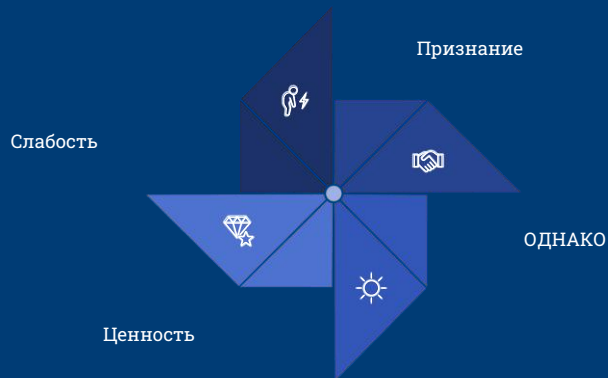 Признание
Слабость
ОДНАКО
Ценность